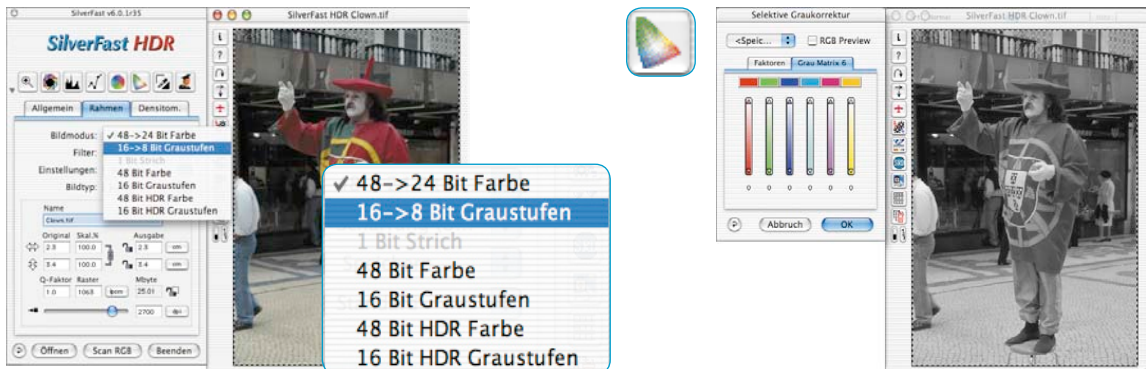 SilverFast v6.0.1r35
SilverFast HDR
Allgemein Rahmen Densitom.
Bildmodus:
Filter:
Einstellungen:
Bildtyp:
✓ 48->24 Bit Farbe
16->8 Bit Graustufen
1 Bit Strich
48 Bit Farbe
16 Bit Graustufen
48 Bit HDR Farbe
16 Bit HDR Graustufen
Name
Clown.tif
Original Skal.% Ausgabe
2.3 100.0 2.3 cm
3.4 100.0 3.4 cm
Q-Faktor Raster Mbyte
1.0 1063 lpcm 25.01
2700 dpi
Öffnen Scan RGB Beenden
SilverFast HDR Clown.tif
✓ 48->24 Bit Farbe
16->8 Bit Graustufen
1 Bit Strich
48 Bit Farbe
16 Bit Graustufen
48 Bit HDR Farbe
16 Bit HDR Graustufen
Selektive Graukorrektur
<Speic... RGB Preview
Faktoren Grau Matrix 6
0 0 0 0 0 0
Abbruch OK
SilverFast HDR Clown.tif